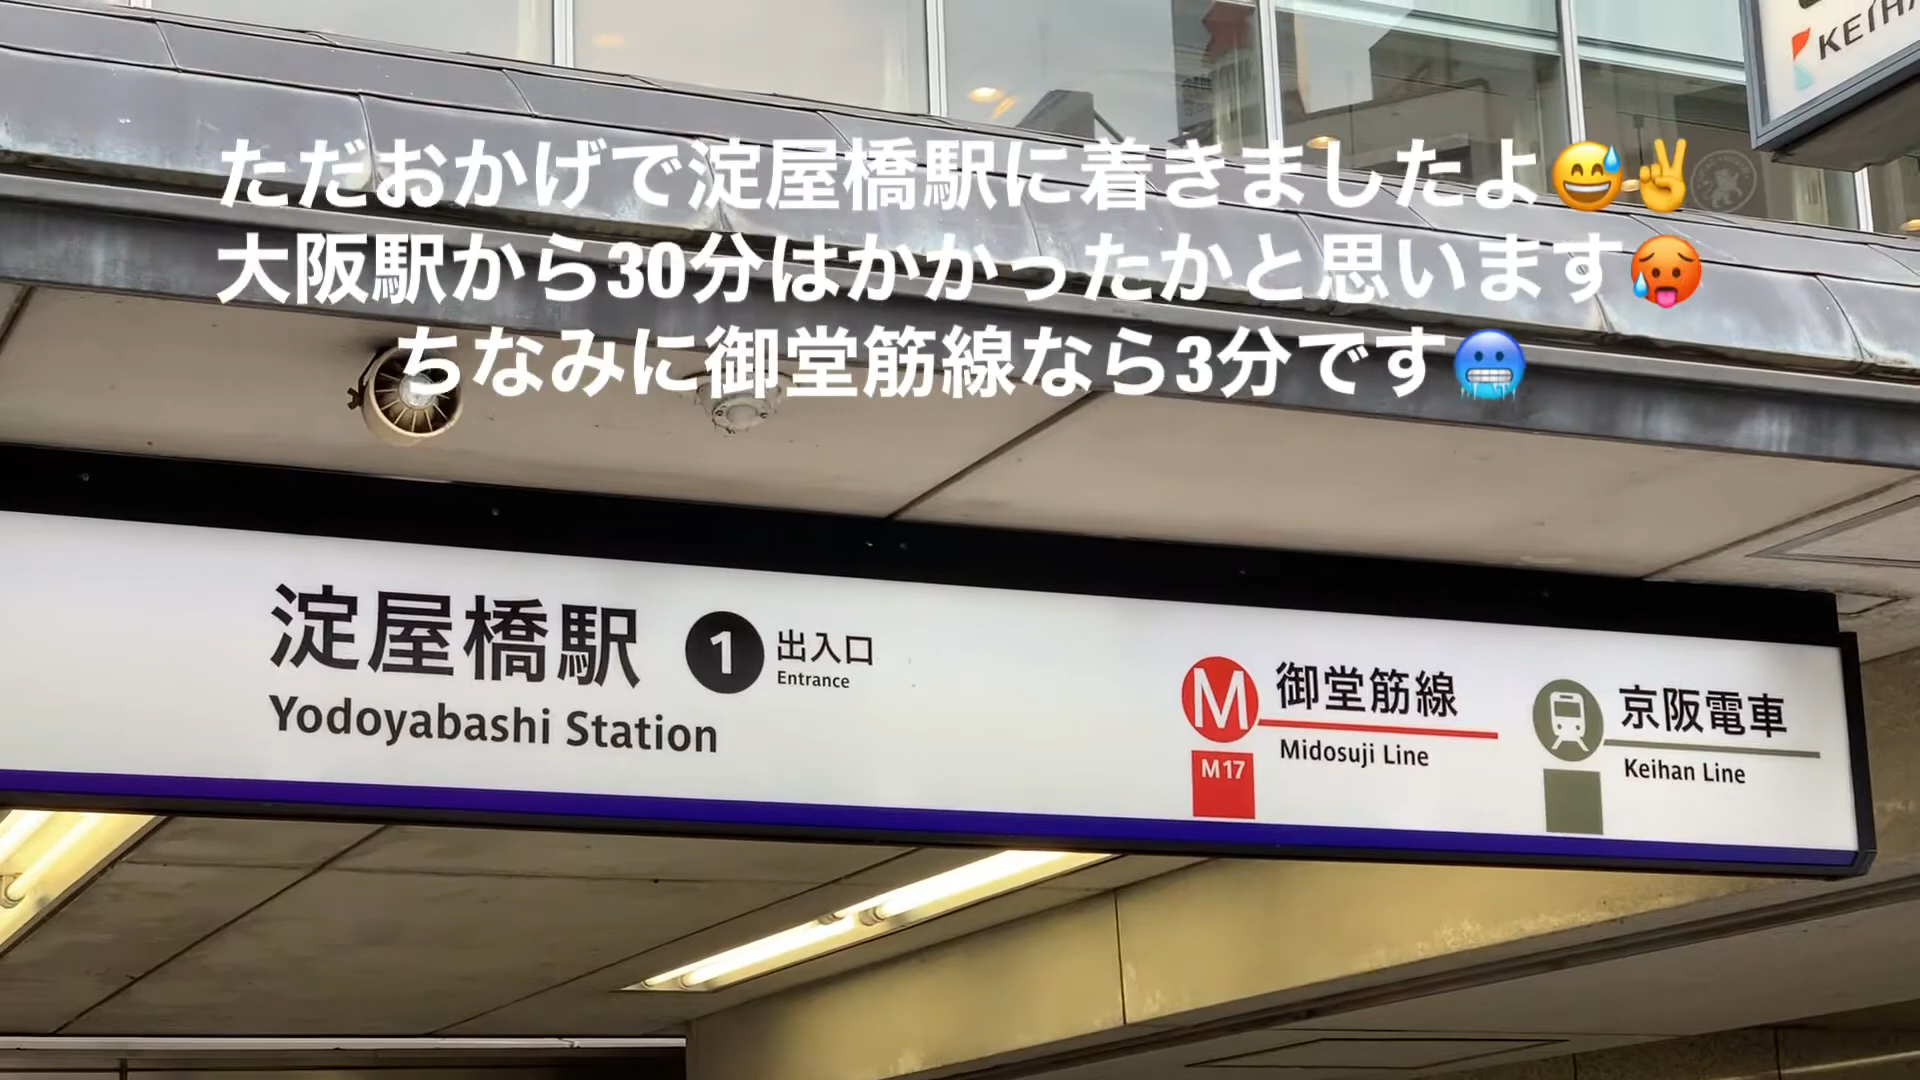 ただおかげで淀屋橋駅に着きましたよ😅✌️
大阪駅から30分はかかったかと思います🥵
ちなみに御堂筋線なら3分です🥶
淀屋橋駅
Yodoyabashi Station
1
出入口
Entrance
M
御堂筋線
Midosuji Line
M17
京阪電車
Keihan Line